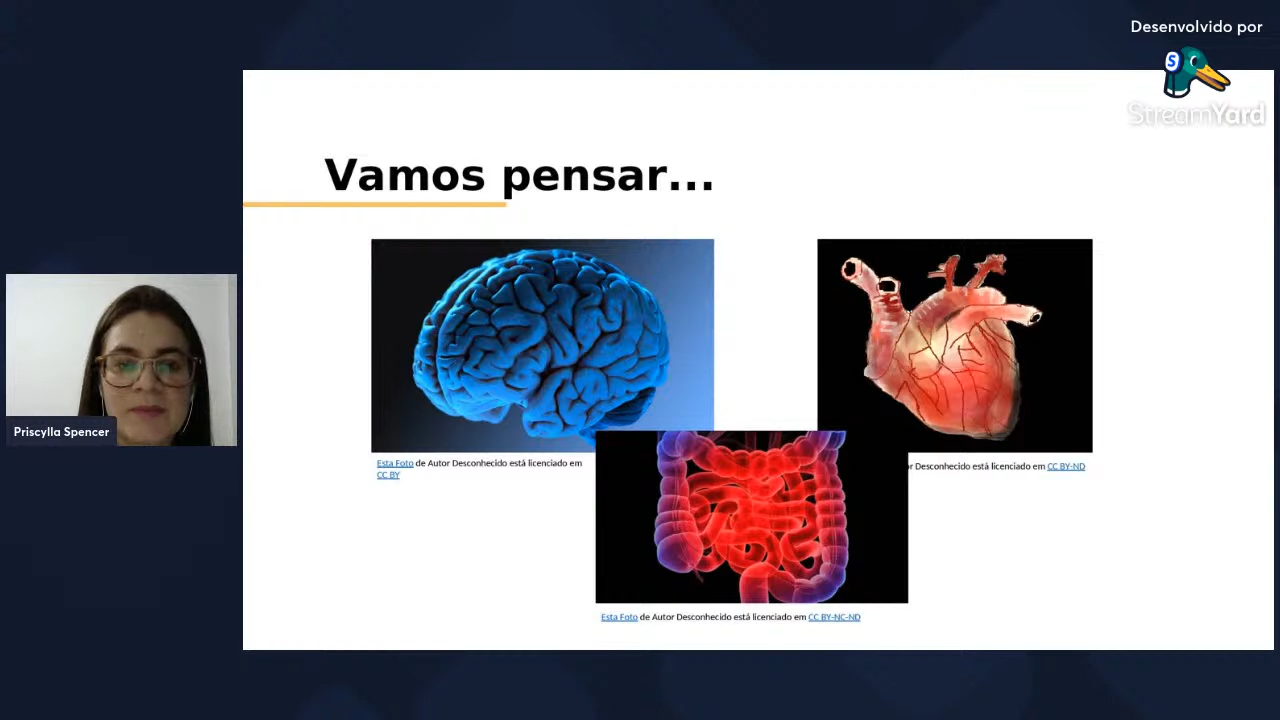 Desenvolvido por
S
StreamYard
Vamos pensar...
Priscylla Spencer
Esta Foto de Autor Desconhecido está licenciado em
CC BY
r Desconhecido está licenciado em CC BY-ND
Esta Foto de Autor Desconhecido está licenciado em CC BY-NC-ND